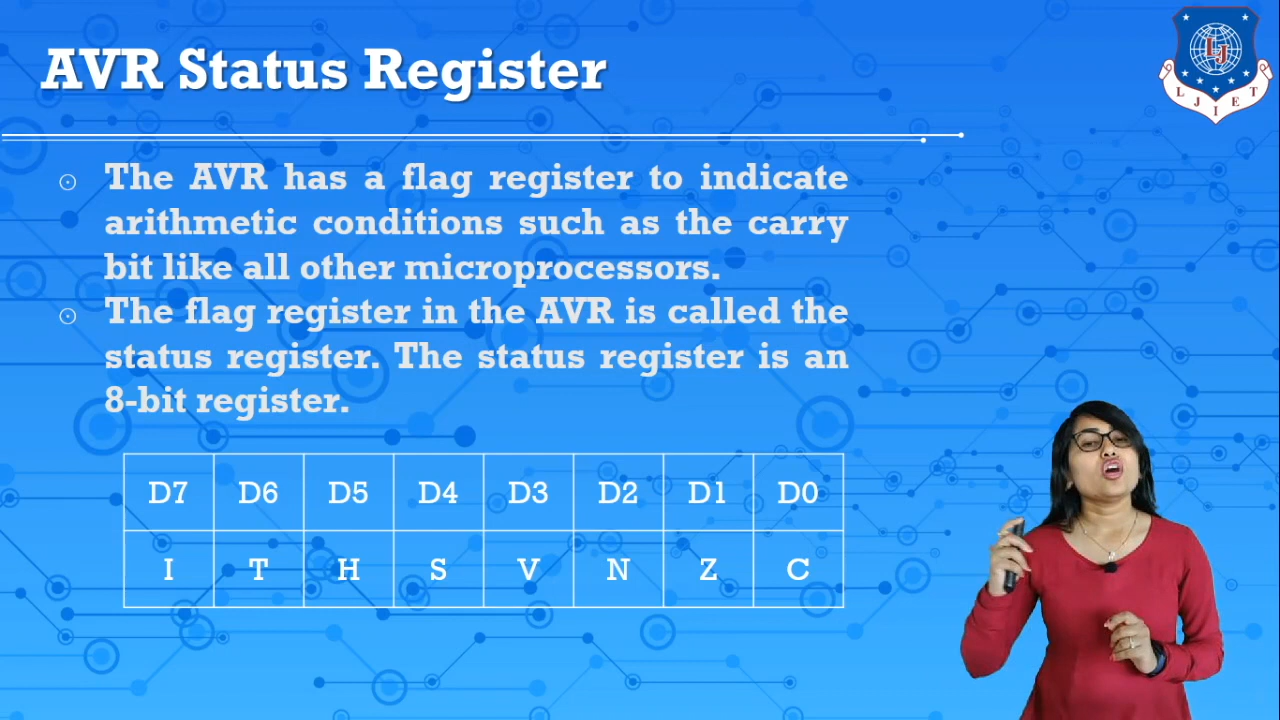 AVR Status Register
The AVR has a flag register to indicate
arithmetic conditions such as the carry
bit like all other microprocessors.
The flag register in the AVR is called the
status register. The status register is an
8-bit register.
D7 D6 D5 D4 D3 D2 D1 D0
I T H S V N Z C
LJ
LJIET